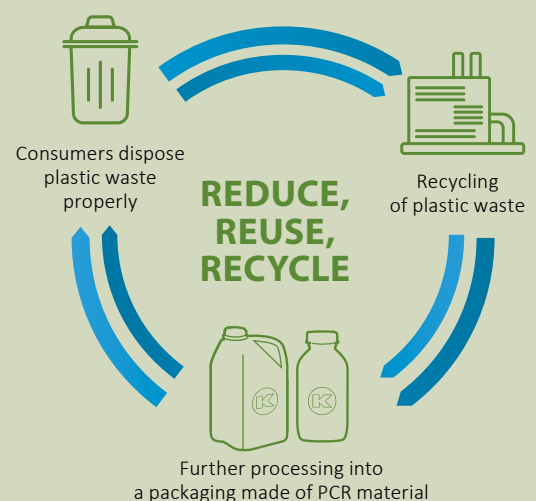 Consumers dispose
plastic waste
properly
REDUCE,
REUSE,
RECYCLE
Recycling
of plastic waste
K
K
Further processing into
a packaging made of PCR material